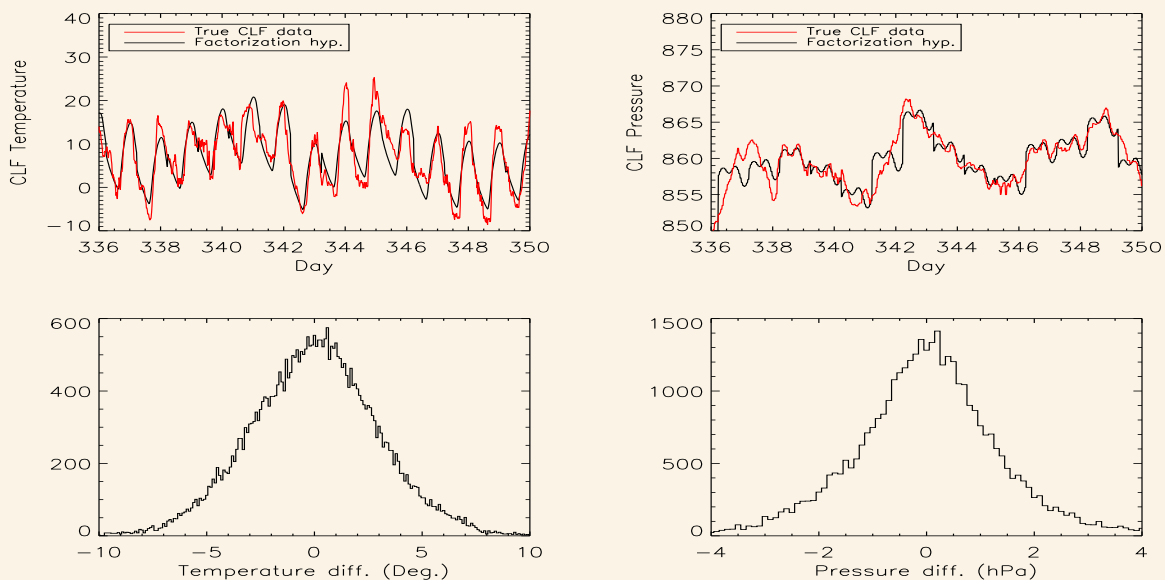 True CLF data
Factorization hyp.
CLF Temperature
40
30
20
10
0
−10
336 338 340 342 344 346 348 350
Day
True CLF data
Factorization hyp.
CLF Pressure
880
875
870
865
860
855
850
336 338 340 342 344 346 348 350
Day
600
400
200
0
−10 −5 0 5 10
Temperature diff. (Deg.)
1500
1000
500
0
−4 −2 0 2 4
Pressure diff. (hPa)